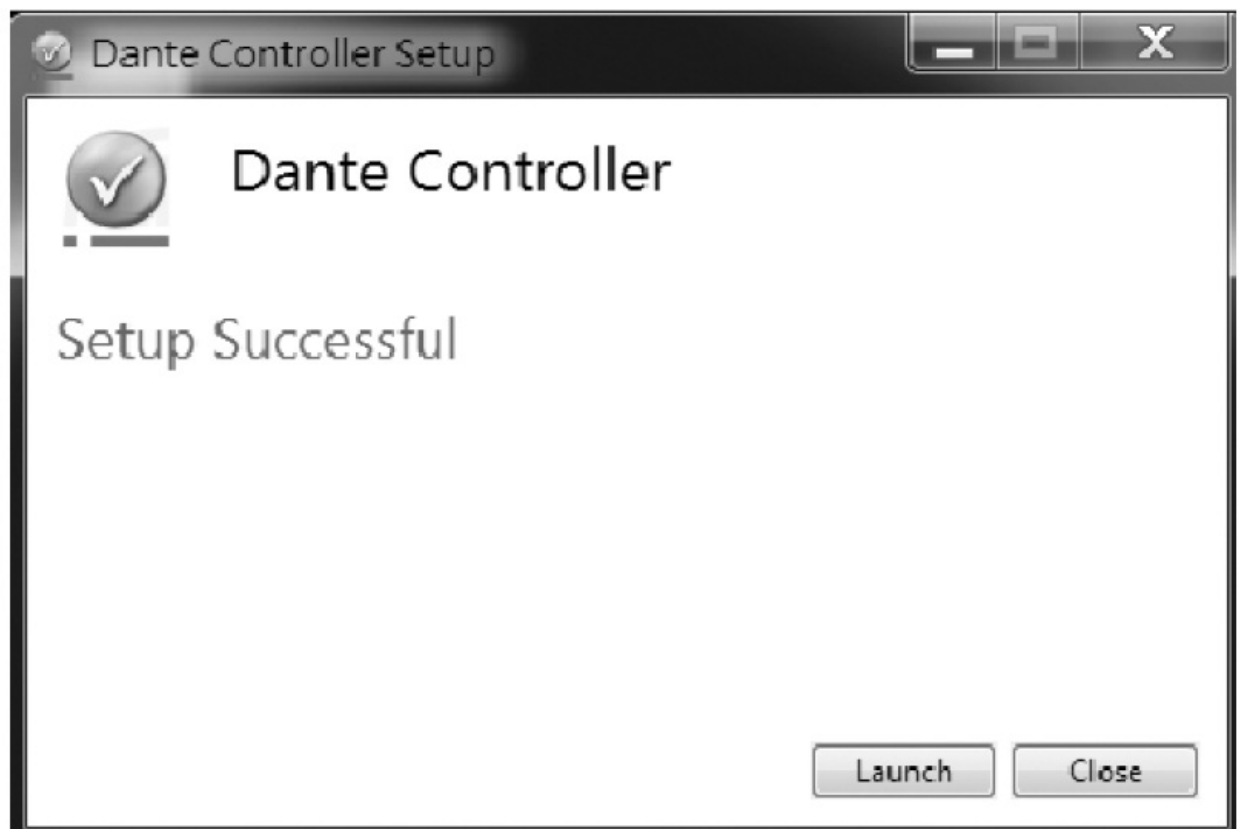 Dante Controller Setup
Dante Controller
Setup Successful
Launch Close